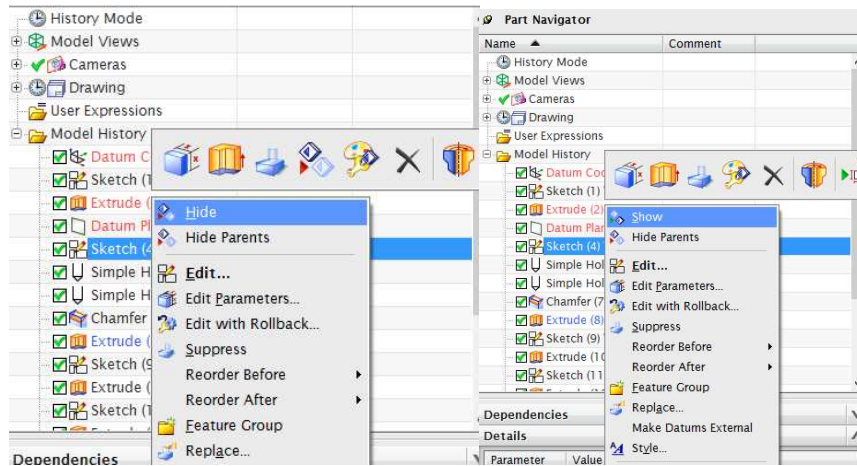 History Mode
Model Views
Cameras
Drawing
User Expressions
Model History
Datum C
Sketch (1
Extrude (
Datum Pl
Sketch (4
Simple H
Simple H
Chamfer
Extrude (
Sketch (9
Extrude (
Sketch (1
Dependencies
Hide
Hide Parents
Edit...
Edit Parameters...
Edit with Rollback...
Suppress
Reorder Before
Reorder After
Feature Group
Replace...
Part Navigator
Name Comment
History Mode
Model Views
Cameras
Drawing
User Expressions
Model History
Datum Coo
Sketch (1)
Extrude (2)
Datum Plan
Sketch (4)
Simple Hol
Simple Hol
Chamfer (7
Extrude (8)
Sketch (9)
Extrude (10
Sketch (11
Dependencies
Details
Parameter Value
Show
Hide Parents
Edit...
Edit Parameters...
Edit with Rollback...
Suppress
Reorder Before
Reorder After
Feature Group
Replace...
Make Datums External
Style...